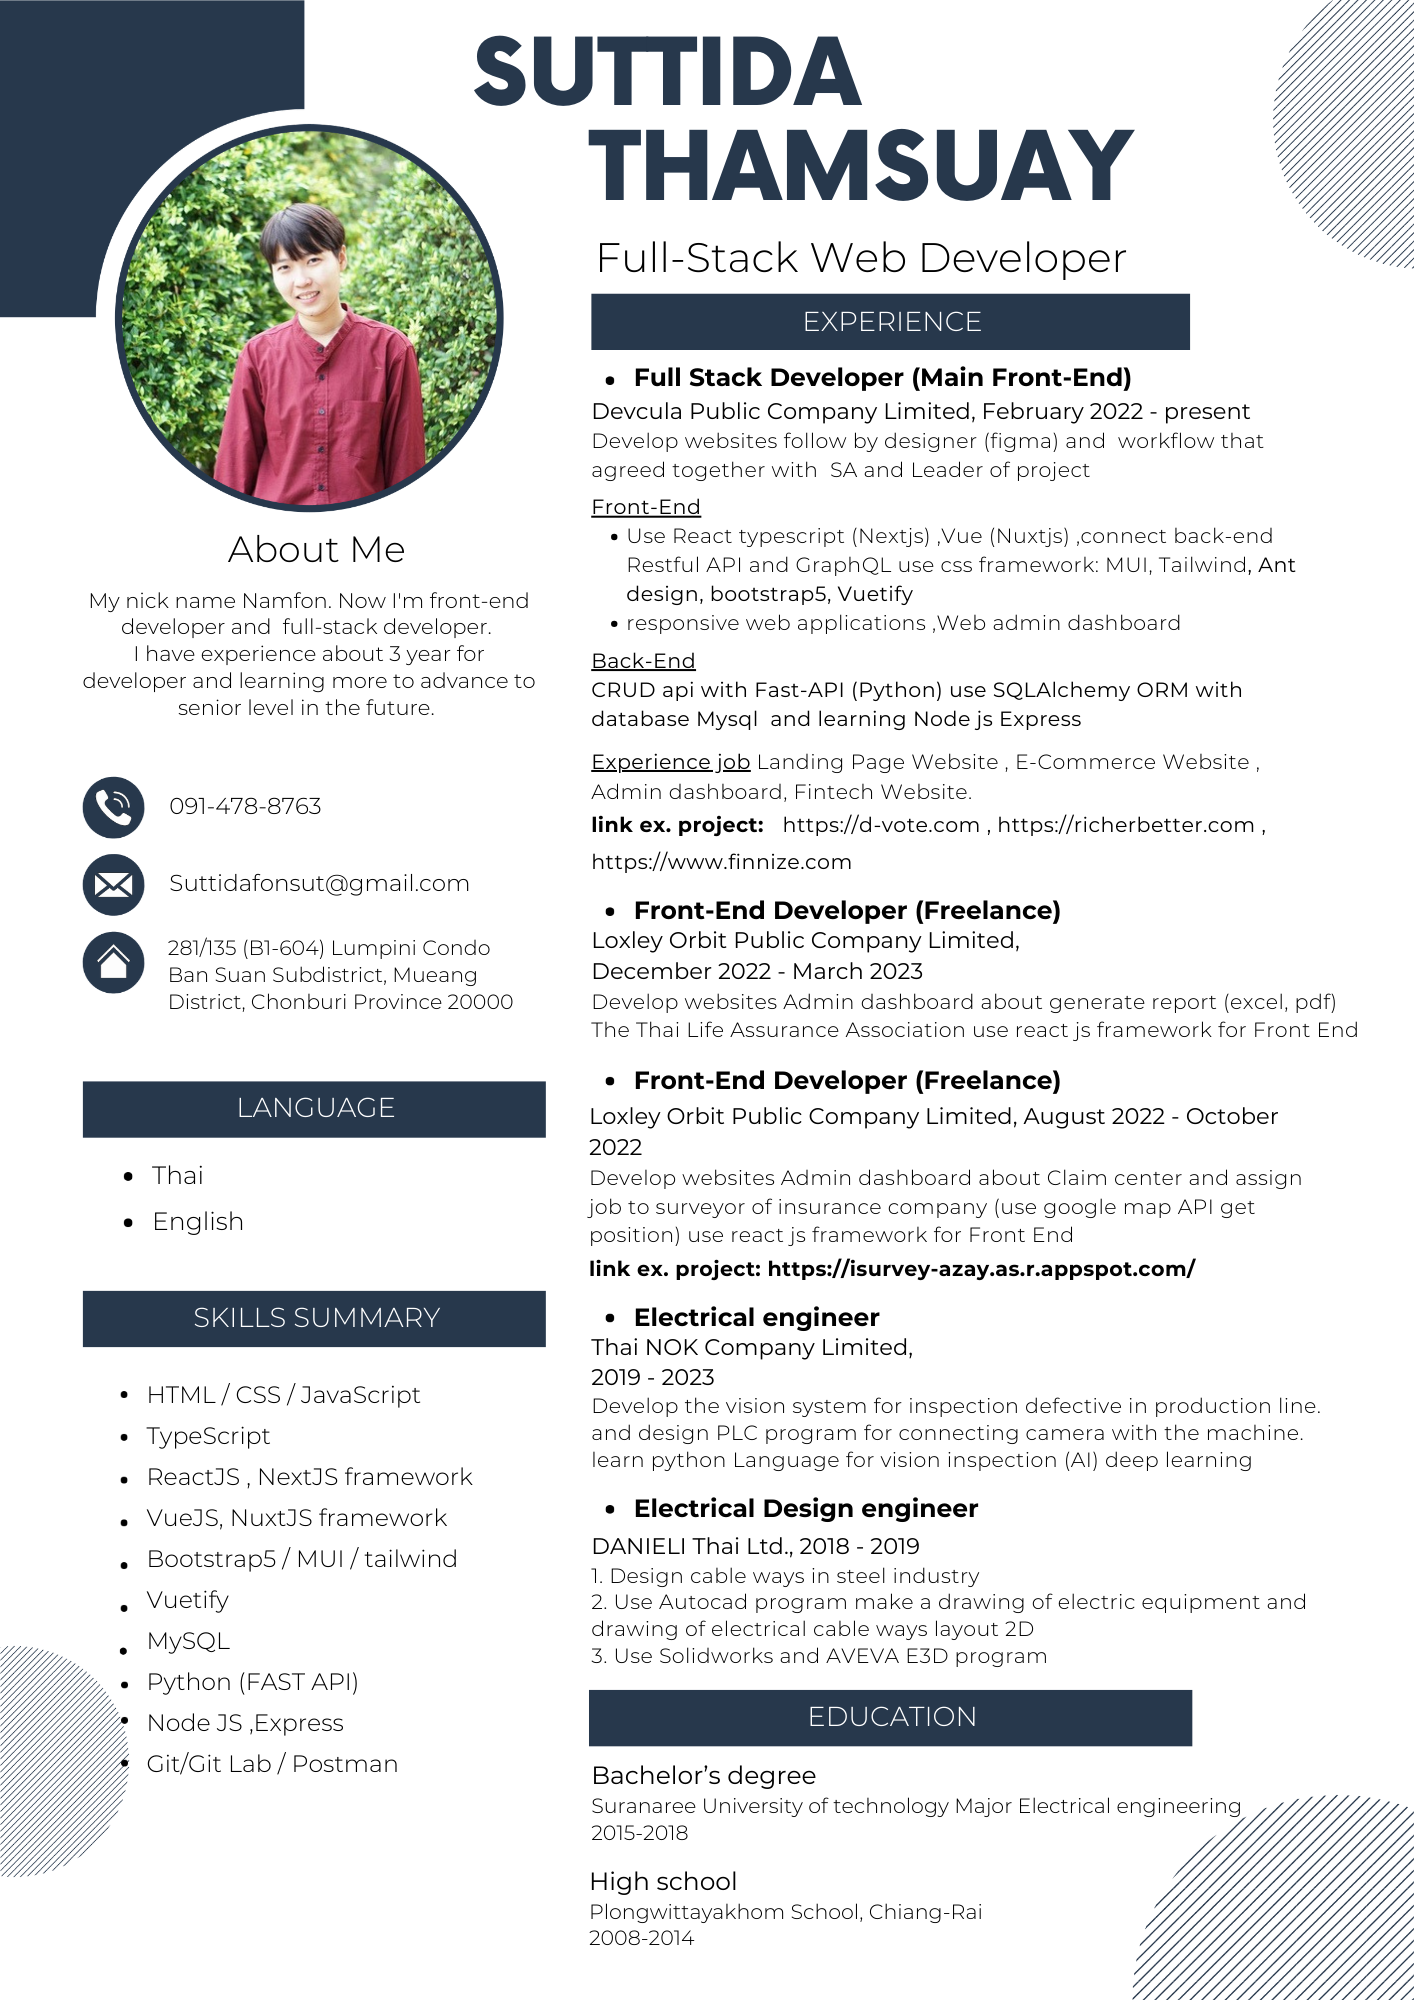 SUTTIDA
THAMSUAY
Full-Stack Web Developer
About Me
My nick name Namfon. Now I'm front-end
developer and  full-stack developer.
I have experience about 3 year for
developer and learning more to advance to
senior level in the future.
091-478-8763
Suttidafonsut@gmail.com
281/135 (B1-604) Lumpini Condo
Ban Suan Subdistrict, Mueang
District, Chonburi Province 20000
LANGUAGE
• Thai
• English
SKILLS SUMMARY
• HTML / CSS / JavaScript
• TypeScript
• ReactJS , NextJS framework
• VueJS, NuxtJS framework
• Bootstrap5 / MUI / tailwind
• Vuetify
• MySQL
• Python (FAST API)
• Node JS ,Express
• Git/Git Lab / Postman
EXPERIENCE
• Full Stack Developer (Main Front-End)
Devcula Public Company Limited, February 2022 - present
Develop websites follow by designer (figma) and  workflow that
agreed together with  SA and Leader of project
Front-End
• Use React typescript (Nextjs) ,Vue (Nuxtjs) ,connect back-end
Restful API and GraphQL use css framework: MUI, Tailwind, Ant
design, bootstrap5, Vuetify
• responsive web applications ,Web admin dashboard
Back-End
CRUD api with Fast-API (Python) use SQLAlchemy ORM with
database Mysql  and learning Node js Express
Experience job Landing Page Website , E-Commerce Website ,
Admin dashboard, Fintech Website.
link ex. project:   https://d-vote.com , https://richerbetter.com ,
https://www.finnize.com
• Front-End Developer (Freelance)
Loxley Orbit Public Company Limited,
December 2022 - March 2023
Develop websites Admin dashboard about generate report (excel, pdf)
The Thai Life Assurance Association use react js framework for Front End
• Front-End Developer (Freelance)
Loxley Orbit Public Company Limited, August 2022 - October
2022
Develop websites Admin dashboard about Claim center and assign
job to surveyor of insurance company (use google map API get
position) use react js framework for Front End
link ex. project: https://isurvey-azay.as.r.appspot.com/
• Electrical engineer
Thai NOK Company Limited,
2019 - 2023
Develop the vision system for inspection defective in production line.
and design PLC program for connecting camera with the machine.
learn python Language for vision inspection (AI) deep learning
• Electrical Design engineer
DANIELI Thai Ltd., 2018 - 2019
1. Design cable ways in steel industry
2. Use Autocad program make a drawing of electric equipment and
drawing of electrical cable ways layout 2D
3. Use Solidworks and AVEVA E3D program
EDUCATION
Bachelor’s degree
Suranaree University of technology Major Electrical engineering
2015-2018
High school
Plongwittayakhom School, Chiang-Rai
2008-2014